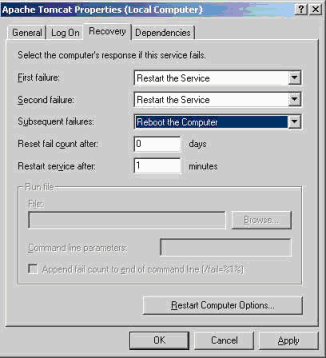 Apache Tomcat Properties (Local Computer)
General Log On Recovery Dependencies
Select the computer's response if this service fails.
First failure: Restart the Service
Second failure: Restart the Service
Subsequent failures: Reboot the Computer
Reset fail count after: 0 days
Restart service after: 1 minutes
Run file
File:
Browse...
Command line parameters:
Append fail count to end of command line (/fail=%1%)
Restart Computer Options...
OK Cancel Apply